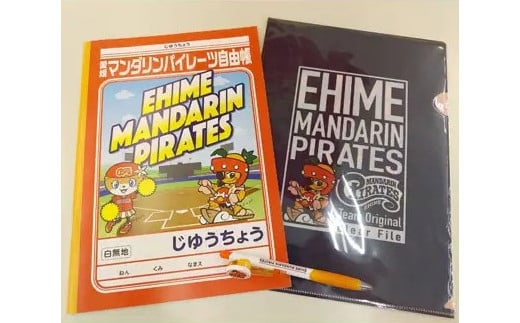 じゆうちょう
愛媛マンダリンパイレーツ自由帳
EHIME
MANDARIN
PIRATES
じゆうちょう
白無地
ねん くみ なまえ
EHIME
MANDARIN
PIRATES
MANDARIN
PIRATES
EHIME
Team Original
Clear File